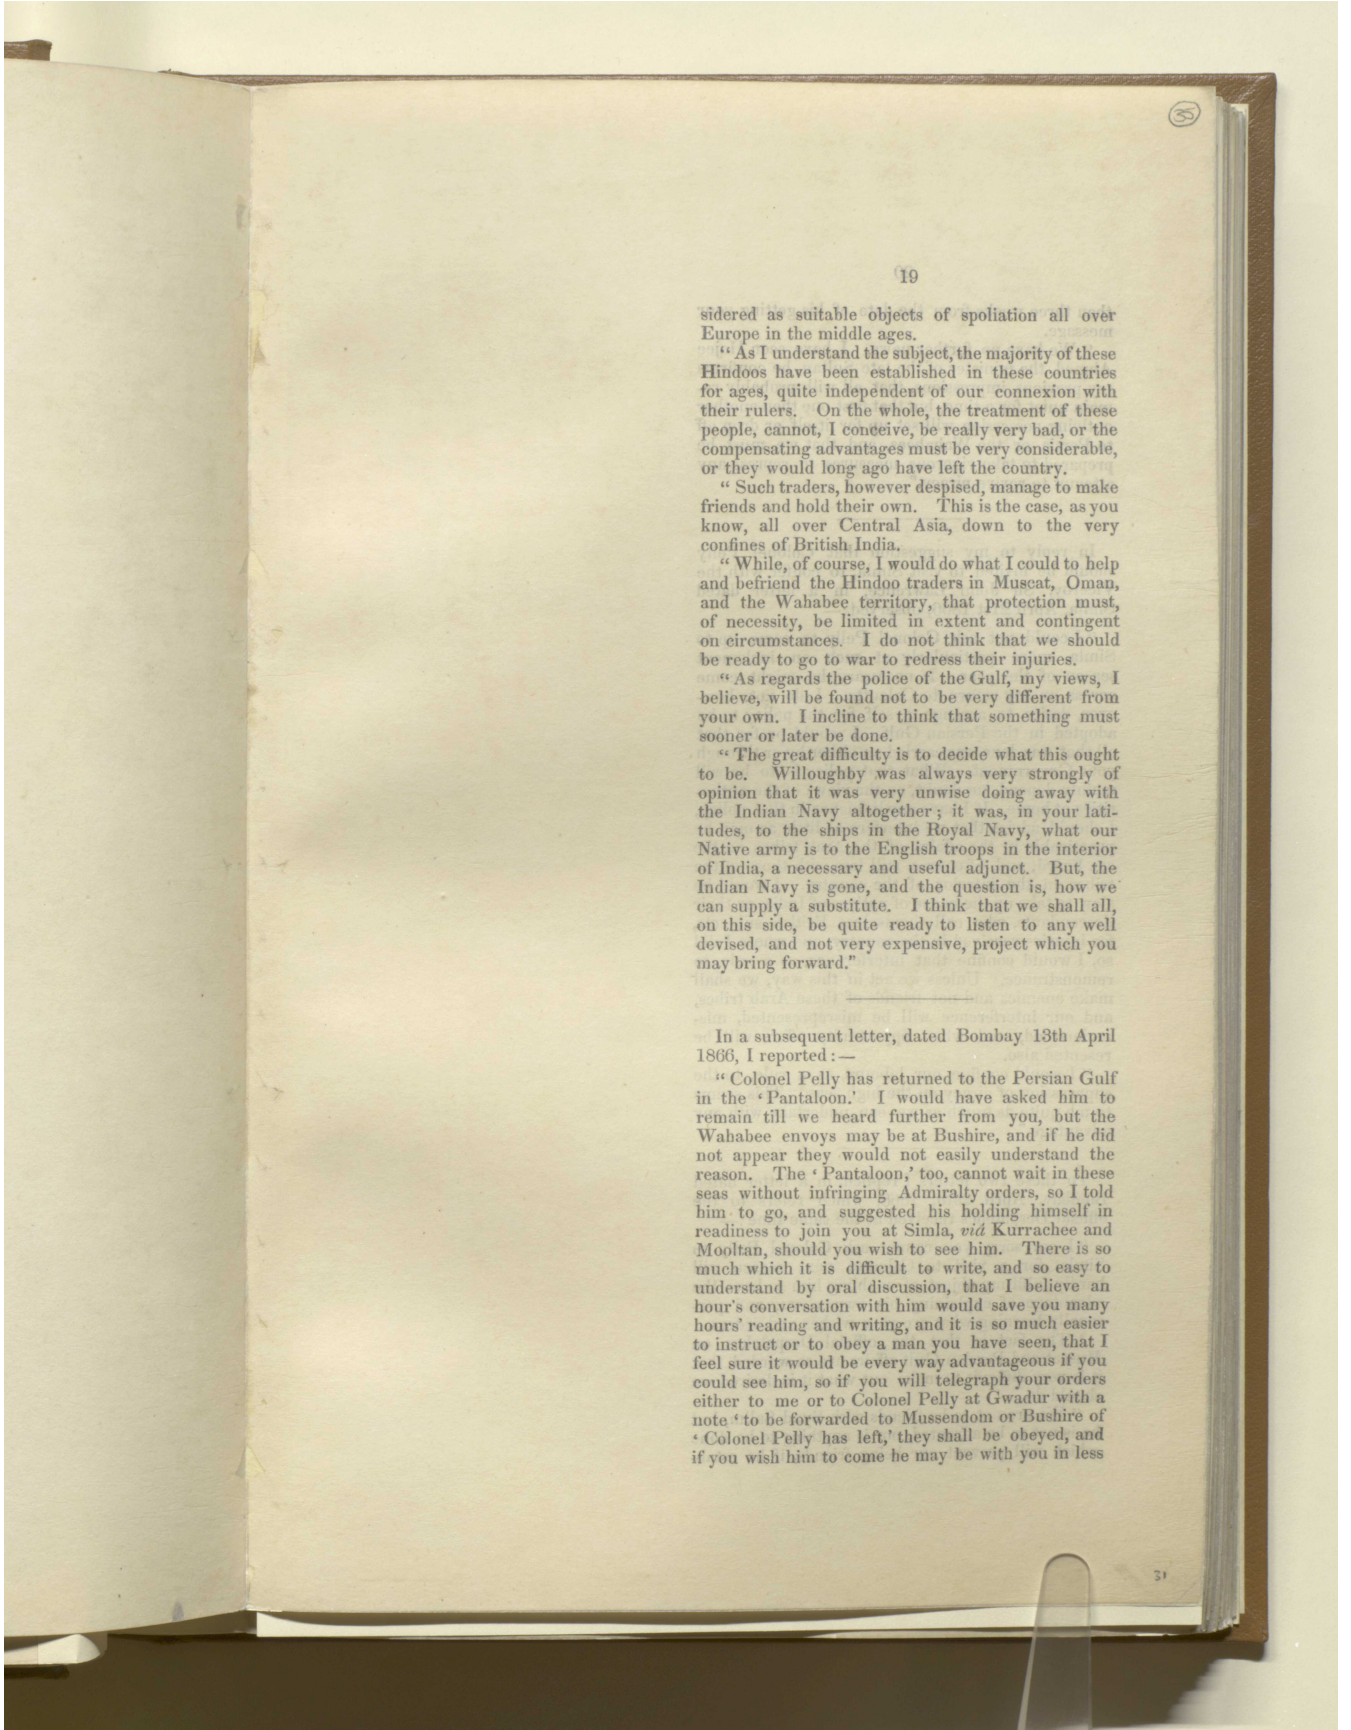 35
19
sidered as suitable objects of spoliation all over
Europe in the middle ages.
“ As I understand the subject, the majority of these
Hindoos have been established in these countries
for ages, quite independent of our connexion with
their rulers. On the whole, the treatment of these
people, cannot, I conceive, be really very bad, or the
compensating advantages must be very considerable,
or they would long ago have left the country.
“ Such traders, however despised, manage to make
friends and hold their own. This is the case, as you
know, all over Central Asia, down to the very
confines of British India.
“ While, of course, I would do what I could to help
and befriend the Hindoo traders in Muscat, Oman,
and the Wahabee territory, that protection must,
of necessity, be limited in extent and contingent
on circumstances. I do not think that we should
be ready to go to war to redress their injuries.
“ As regards the police of the Gulf, my views, I
believe, will be found not to be very different from
your own. I incline to think that something must
sooner or later be done.
“ The great difficulty is to decide what this ought
to be. Willoughby was always very strongly of
opinion that it was very unwise doing away with
the Indian Navy altogether ; it was, in your lati-
tudes, to the ships in the Royal Navy, what our
Native army is to the English troops in the interior
of India, a necessary and useful adjunct. But, the
Indian Navy is gone, and the question is, how we
can supply a substitute. I think that we shall all,
on this side, be quite ready to listen to any well
devised, and not very expensive, project which you
may bring forward.”
In a subsequent letter, dated Bombay 13th April
1866, I reported : —
“ Colonel Pelly has returned to the Persian Gulf
in the ‘ Pantaloon.’ I would have asked him to
remain till we heard further from you, but the
Wahabee envoys may be at Bushire, and if he did
not appear they would not easily understand the
reason. The ‘ Pantaloon,’ too, cannot wait in these
seas without infringing Admiralty orders, so I told
him to go, and suggested his holding himself in
readiness to join you at Simla, viâ Kurrachee and
Mooltan, should you wish to see him. There is so
much which it is difficult to write, and so easy to
understand by oral discussion, that I believe an
hour's conversation with him would save you many
hours’ reading and writing, and it is so much easier
to instruct or to obey a man you have seen, that I
feel sure it would be every way advantageous if you
could see him, so if you will telegraph your orders
either to me or to Colonel Pelly at Gwadur with a
note ‘ to be forwarded to Mussendom or Bushire of
‘ Colonel Pelly has left,’ they shall be obeyed, and
if you wish him to come he may be with you in less
31